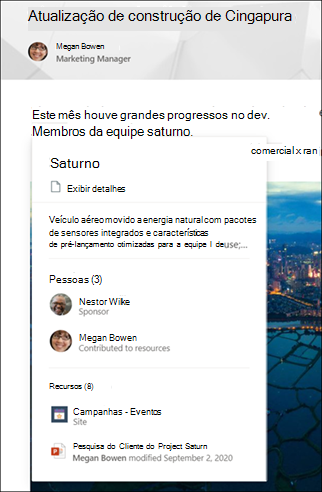 Atualização de construção de Cingapura
Megan Bowen
Marketing Manager
Este mês houve grandes progressos no dev.
Membros da equipe saturno.
comercial x ran
Saturno
Exibir detalhes
Veículo aéreo movido a energia natural com pacotes
de sensores integrados e características
de pré-lançamento otimizadas para a equipe I de use;...
Pessoas (3)
Nestor Wilke
Sponsor
Megan Bowen
Contributed to resources
Recursos (8)
Campanhas - Eventos
Site
Pesquisa do Cliente do Project Saturn
Megan Bowen modified September 2, 2020